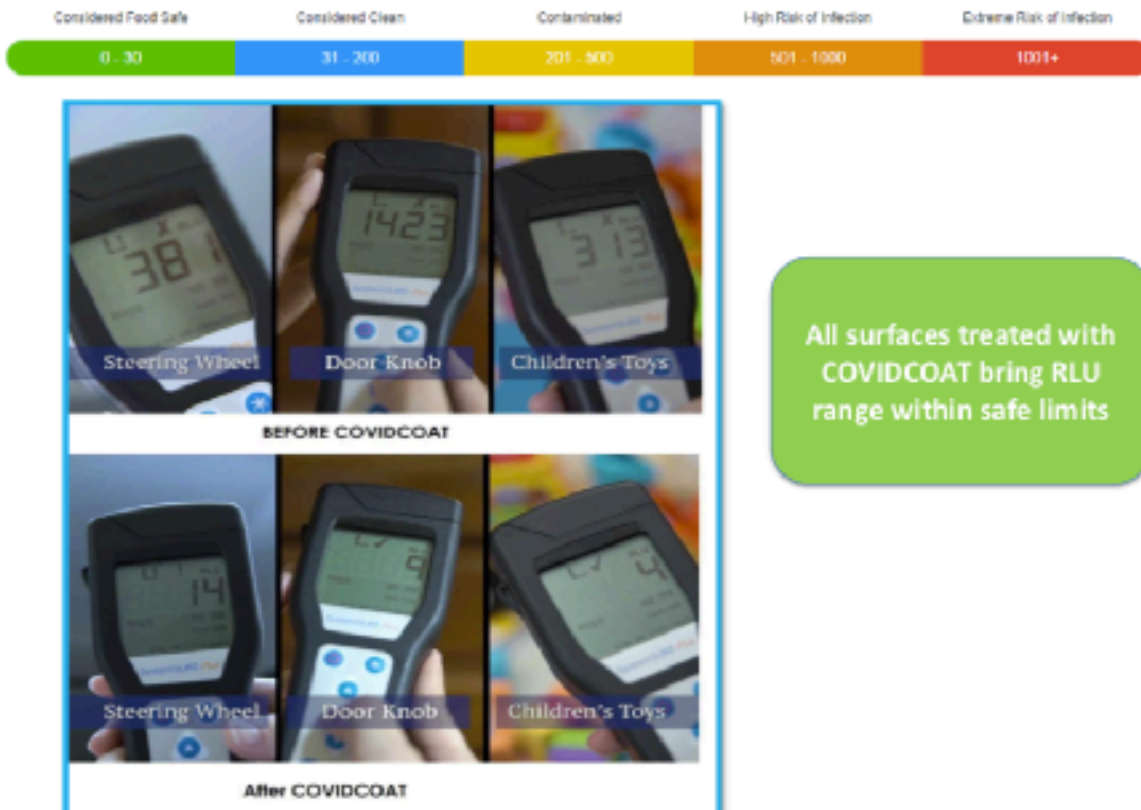 Considered Food Safe
Considered Clean
Contaminated
High Risk of Infection
Extreme Risk of Infection
0 - 30
31 - 200
201 - 500
501 - 1000
1001+
381
1423
313
Steering Wheel
Door Knob
Children's Toys
BEFORE COVIDCOAT
14
9
4
Steering Wheel
Door Knob
Children's Toys
After COVIDCOAT
All surfaces treated with
COVIDCOAT bring RLU
range within safe limits